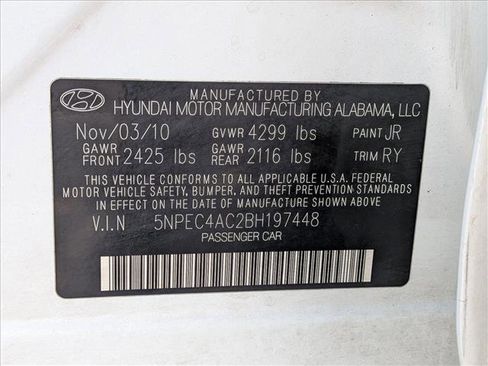 MANUFACTURED BY
HYUNDAI MOTOR MANUFACTURING ALABAMA, LLC
Nov/03/10 GVWR 4299 lbs PAINT JR
GAWR FRONT 2425 lbs GAWR REAR 2116 lbs TRIM RY
THIS VEHICLE CONFORMS TO ALL APPLICABLE U.S.A. FEDERAL
MOTOR VEHICLE SAFETY, BUMPER, AND THEFT PREVENTION STANDARDS
IN EFFECT ON THE DATE OF MANUFACTURE SHOWN ABOVE.
V.I.N 5NPEC4AC2BH197448
PASSENGER CAR